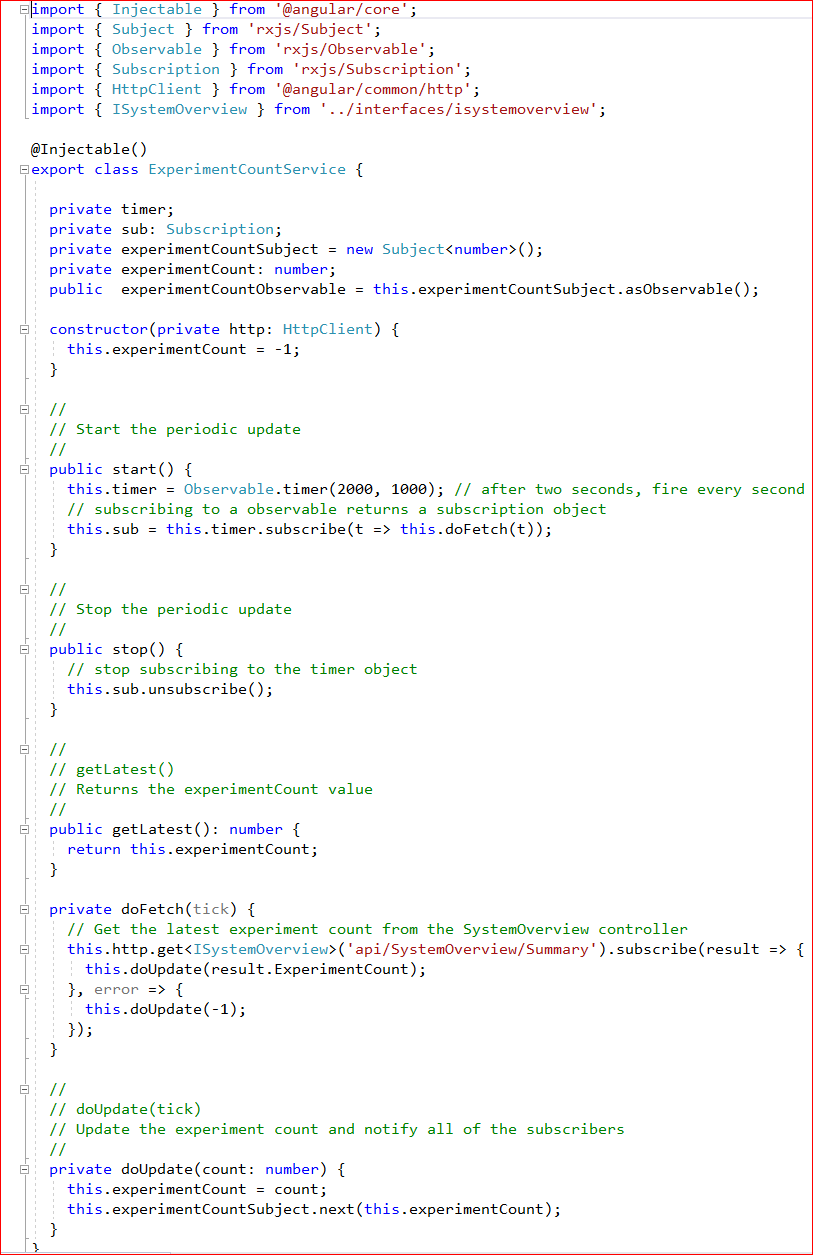 import { Injectable } from '@angular/core';
import { Subject } from 'rxjs/Subject';
import { Observable } from 'rxjs/Observable';
import { Subscription } from 'rxjs/Subscription';
import { HttpClient } from '@angular/common/http';
import { ISystemOverview } from '../interfaces/isystemoverview';

@Injectable()
export class ExperimentCountService {

  private timer;
  private sub: Subscription;
  private experimentCountSubject = new Subject<number>();
  private experimentCount: number;
  public  experimentCountObservable = this.experimentCountSubject.asObservable();

  constructor(private http: HttpClient) {
    this.experimentCount = -1;
  }

  //
  // Start the periodic update
  //
  public start() {
    this.timer = Observable.timer(2000, 1000); // after two seconds, fire every second
    // subscribing to a observable returns a subscription object
    this.sub = this.timer.subscribe(t => this.doFetch(t));
  }

  //
  // Stop the periodic update
  //
  public stop() {
    // stop subscribing to the timer object
    this.sub.unsubscribe();
  }

  //
  // getLatest()
  // Returns the experimentCount value
  //
  public getLatest(): number {
    return this.experimentCount;
  }

  private doFetch(tick) {
    // Get the latest experiment count from the SystemOverview controller
    this.http.get<ISystemOverview>('api/SystemOverview/Summary').subscribe(result => {
      this.doUpdate(result.ExperimentCount);
    }, error => {
      this.doUpdate(-1);
    });
  }

  //
  // doUpdate(tick)
  // Update the experiment count and notify all of the subscribers
  //
  private doUpdate(count: number) {
    this.experimentCount = count;
    this.experimentCountSubject.next(this.experimentCount);
  }
}